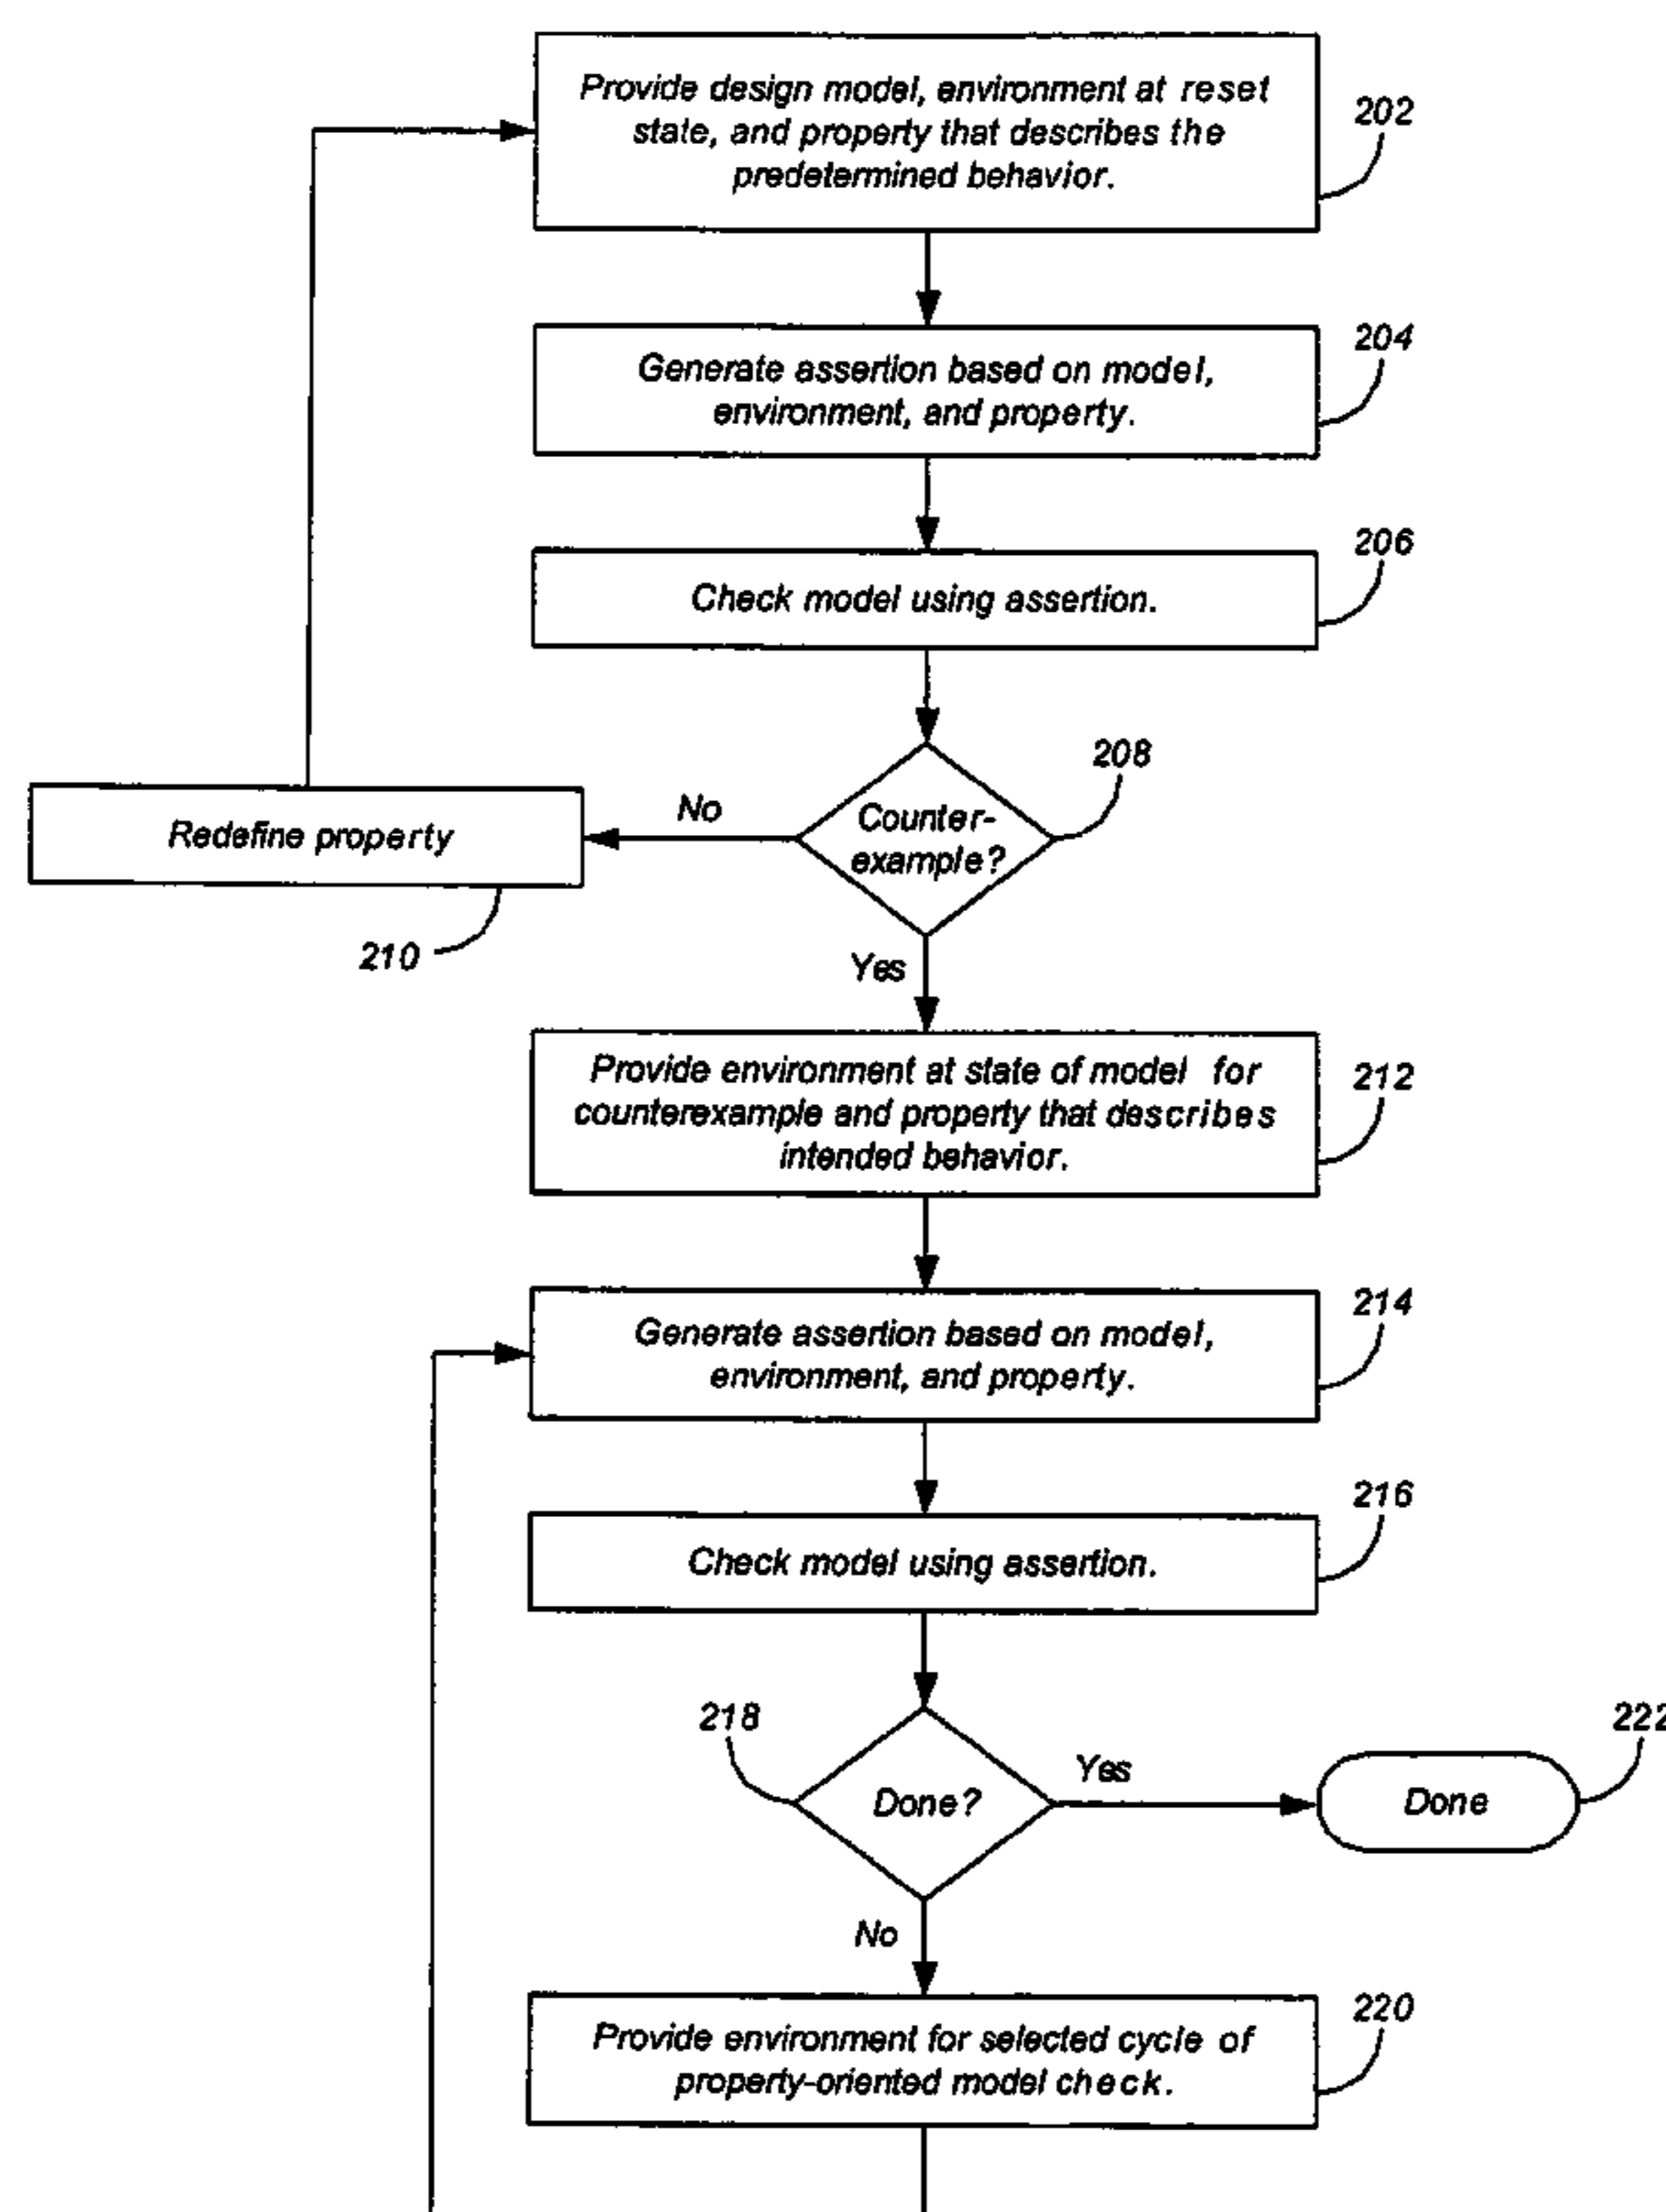 Provide design model, environment at reset
state, and property that describes the
predetermined behavior.
202
Generate assertion based on model,
environment, and property.
204
Check model using assertion.
206
Counter-
example?
208
No
Redefine property
210
Yes
Provide environment at state of model for
counterexample and property that describes
intended behavior.
212
Generate assertion based on model,
environment, and property.
214
Check model using assertion.
216
218
Done?
Yes
Done
222
No
Provide environment for selected cycle of
property-oriented model check.
220